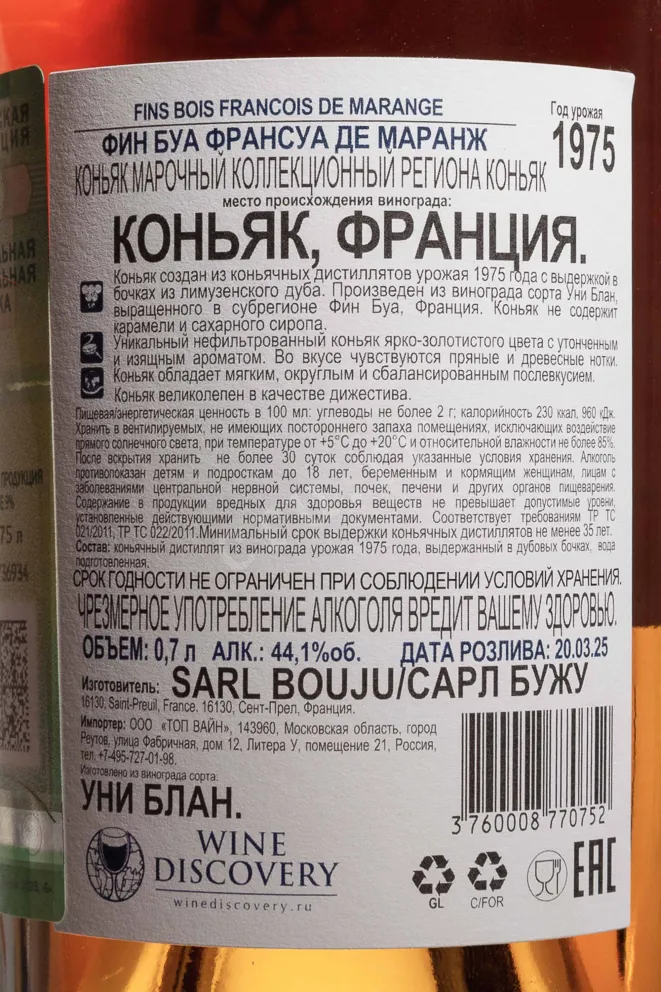 СКАЯ
ЦИЯ
ЬНАЯ
ЬНАЯ
КА
ПРОДУКЦИЯ
75 л
736934
FINS BOIS FRANCOIS DE MARANGE
Год урожая
ФИН БУА ФРАНСУА ДЕ МАРАНЖ
1975
КОНЬЯК МАРОЧНЫЙ КОЛЛЕКЦИОННЫЙ РЕГИОНА КОНЬЯК
место происхождения винограда:
КОНЬЯК, ФРАНЦИЯ.
Коньяк создан из коньячных дистиллятов урожая 1975 года с выдержкой в
бочках из лимузенского дуба. Произведен из винограда сорта Уни Блан,
выращенного в субрегионе Фин Буа, Франция. Коньяк не содержит
карамели и сахарного сиропа.
Уникальный нефильтрованный коньяк ярко-золотистого цвета с утонченным
и изящным ароматом. Во вкусе чувствуются пряные и древесные нотки.
Коньяк обладает мягким, округлым и сбалансированным послевкусием.
Коньяк великолепен в качестве дижестива.
Пищевая/энергетическая ценность в 100 мл: углеводы не более 2 г; калорийность 230 ккал, 960 кДж.
Хранить в вентилируемых, не имеющих постороннего запаха помещениях, исключающих воздействие
прямого солнечного света, при температуре от +5°С до +20°С и относительной влажности не более 85%.
После вскрытия хранить не более 30 суток соблюдая указанные условия хранения. Алкоголь
противопоказан детям и подросткам до 18 лет, беременным и кормящим женщинам, лицам с
заболеваниями центральной нервной системы, почек, печени и других органов пищеварения.
Содержание в продукции вредных для здоровья веществ не превышает допустимые уровни,
установленные действующими нормативными документами. Соответствует требованиям ТР ТС
021/2011, ТР ТС 022/2011.Минимальный срок выдержки коньячных дистиллятов не менее 35 лет.
Состав: коньячный дистиллят из винограда урожая 1975 года, выдержанный в дубовых бочках, вода
подготовленная.
СРОК ГОДНОСТИ НЕ ОГРАНИЧЕН ПРИ СОБЛЮДЕНИИ УСЛОВИЙ ХРАНЕНИЯ.
ЧРЕЗМЕРНОЕ УПОТРЕБЛЕНИЕ АЛКОГОЛЯ ВРЕДИТ ВАШЕМУ ЗДОРОВЬЮ.
ОБЪЕМ: 0,7 л АЛК.: 44,1%об. ДАТА РОЗЛИВА: 20.03.25
Изготовитель: SARL BOUJU/САРЛ БУЖУ
16130, Saint-Preuil, France. 16130, Сент-Прел, Франция.
Импортер: ООО «ТОП ВАЙН», 143960, Московская область. город
Реутов, улица Фабричная, дом 12, Литера У, помещение 21, Россия,
тел. +7-495-727-01-98.
Изготовлено из винограда сорта:
УНИ БЛАН.
3 760008 770752
WINE
DISCOVERY
winediscovery.ru
GL
C/FOR
EAC